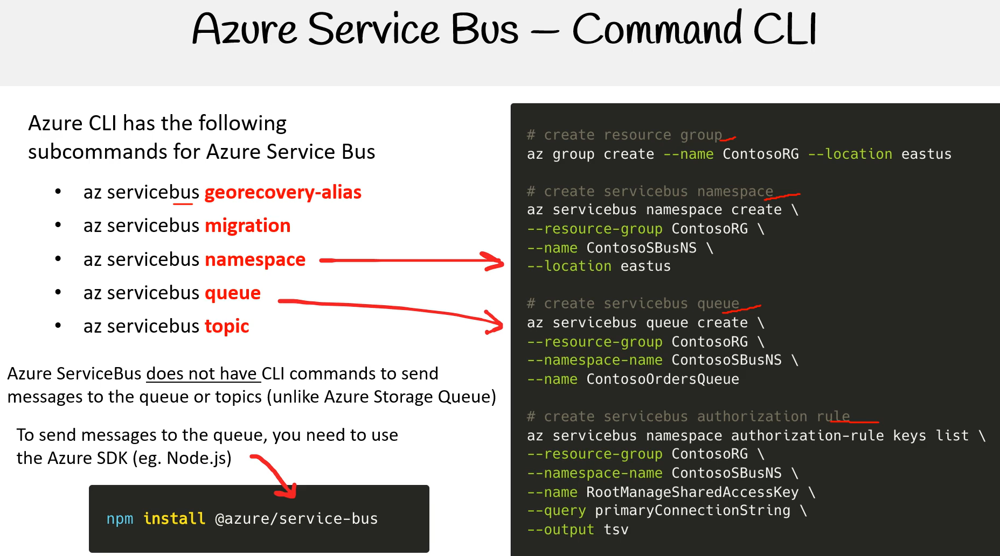 Azure Service Bus – Command CLI
Azure CLI has the following
subcommands for Azure Service Bus
• az servicebus georecovery-alias
• az servicebus migration
• az servicebus namespace
• az servicebus queue
• az servicebus topic
Azure ServiceBus does not have CLI commands to send
messages to the queue or topics (unlike Azure Storage Queue)
To send messages to the queue, you need to use
the Azure SDK (eg. Node.js)
npm install @azure/service-bus
# create resource group
az group create --name ContosoRG --location eastus
# create servicebus namespace
az servicebus namespace create \
--resource-group ContosoRG \
--name ContosoSBusNS \
--location eastus
# create servicebus queue
az servicebus queue create \
--resource-group ContosoRG \
--namespace-name ContosoSBusNS \
--name ContosoOrdersQueue
# create servicebus authorization rule
az servicebus namespace authorization-rule keys list \
--resource-group ContosoRG \
--namespace-name ContosoSBusNS \
--name RootManageSharedAccessKey \
--query primaryConnectionString \
--output tsv